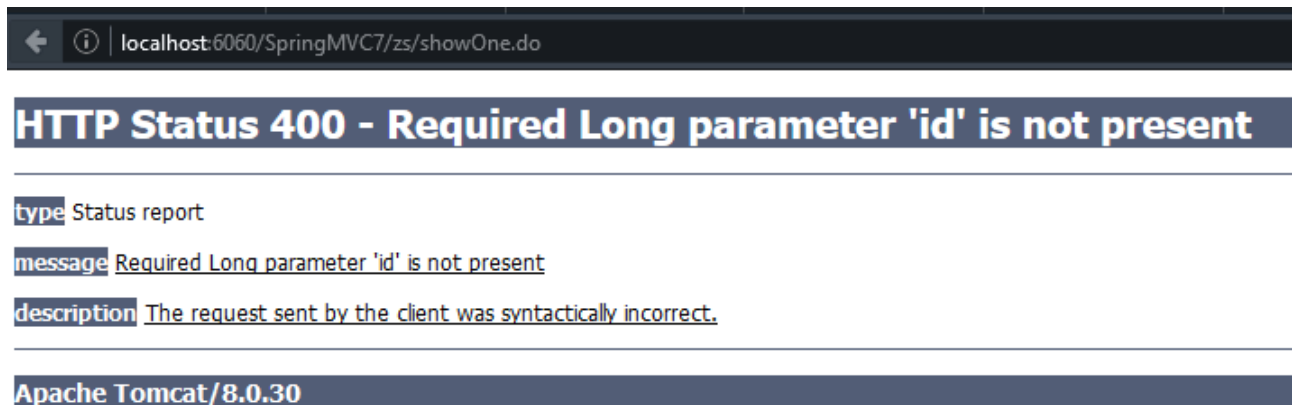 localhost:6060/SpringMVC7/zs/showOne.do
HTTP Status 400 - Required Long parameter 'id' is not present
type Status report
message Required Long parameter 'id' is not present
description The request sent by the client was syntactically incorrect.
Apache Tomcat/8.0.30